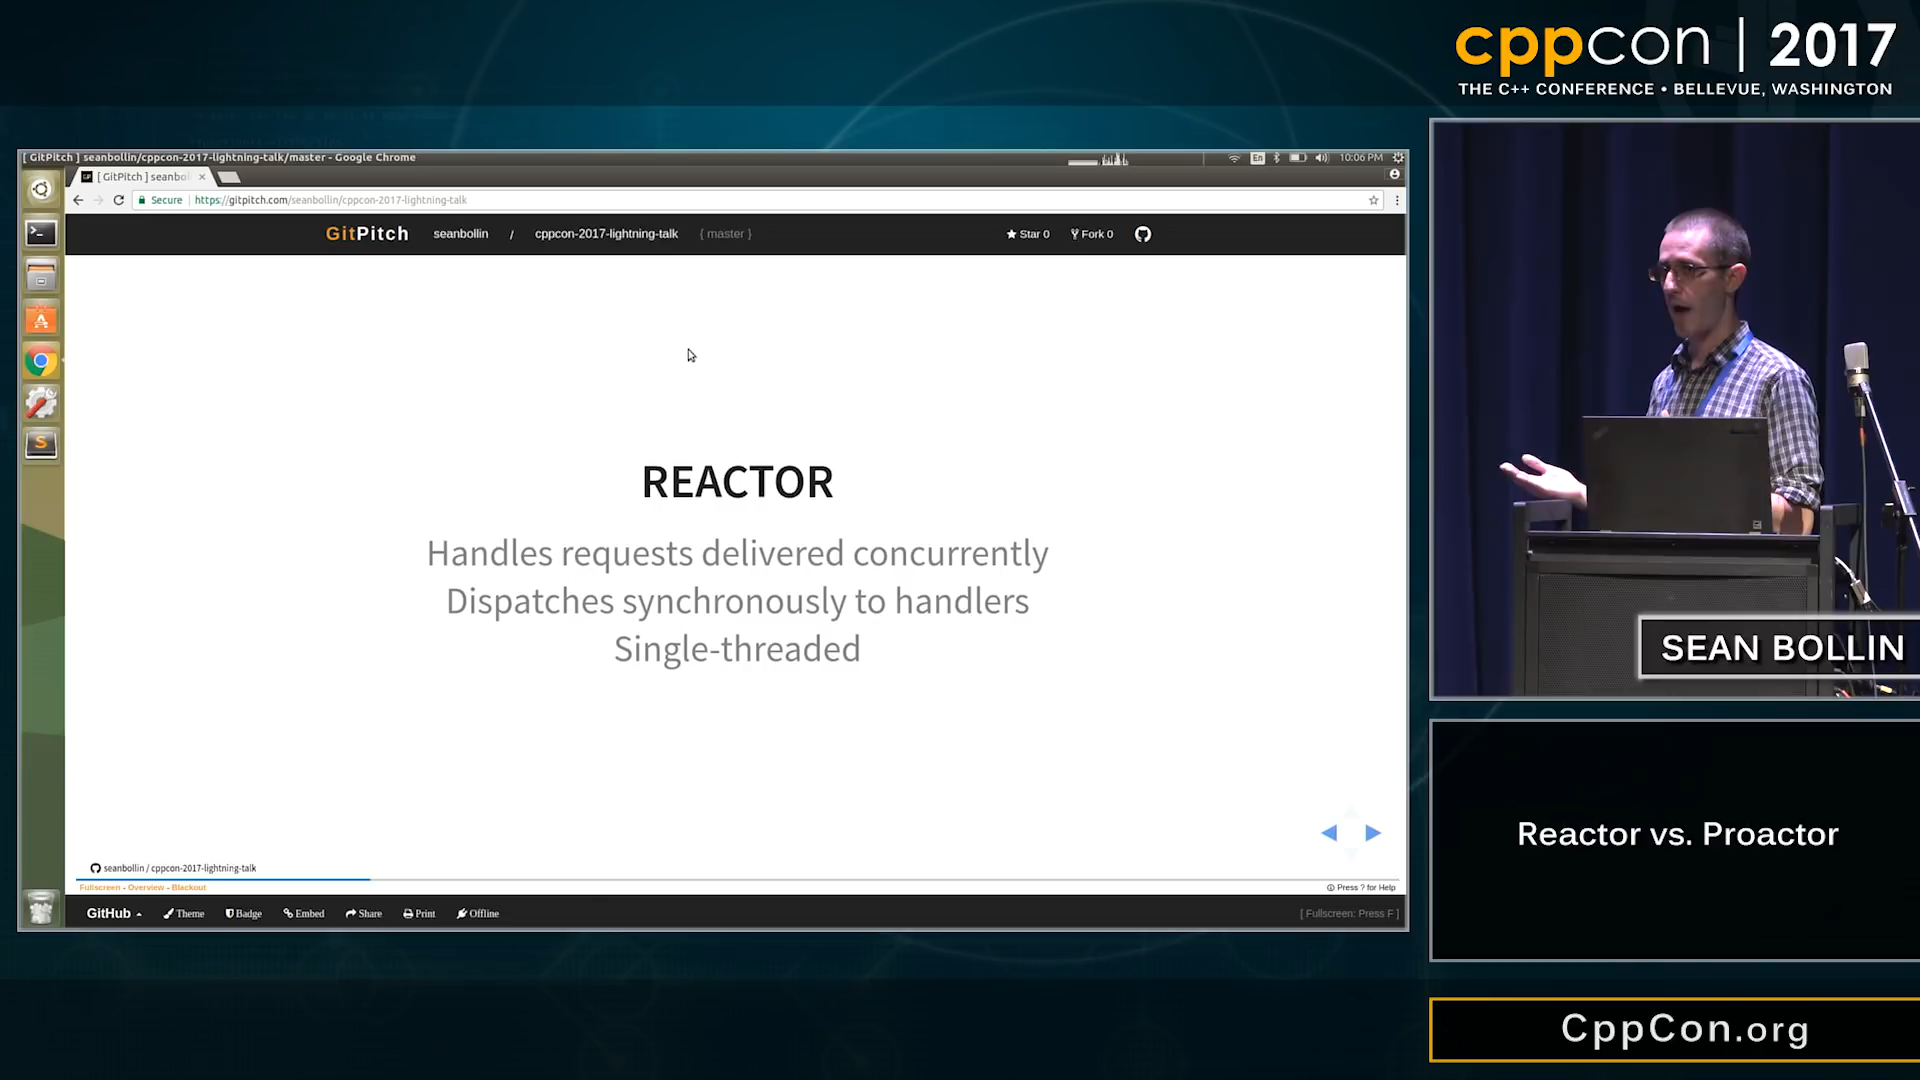 cppcon | 2017
THE C++ CONFERENCE • BELLEVUE, WASHINGTON
[ GitPitch ] seanbollin/cppcon-2017-lightning-talk/master - Google Chrome
En
10:06 PM
[ GitPitch ] seanbol
Secure
https://gitpitch.com/seanbollin/cppcon-2017-lightning-talk
GitPitch seanbollin / cppcon-2017-lightning-talk { master }
Star 0 Fork 0
REACTOR
Handles requests delivered concurrently
Dispatches synchronously to handlers
Single-threaded
SEAN BOLLIN
Reactor vs. Proactor
seanbollin / cppcon-2017-lightning-talk
Fullscreen - Overview - Blackout
Press ? for Help
GitHub Theme Badge Embed Share Print Offline
[ Fullscreen: Press F ]
CppCon.org